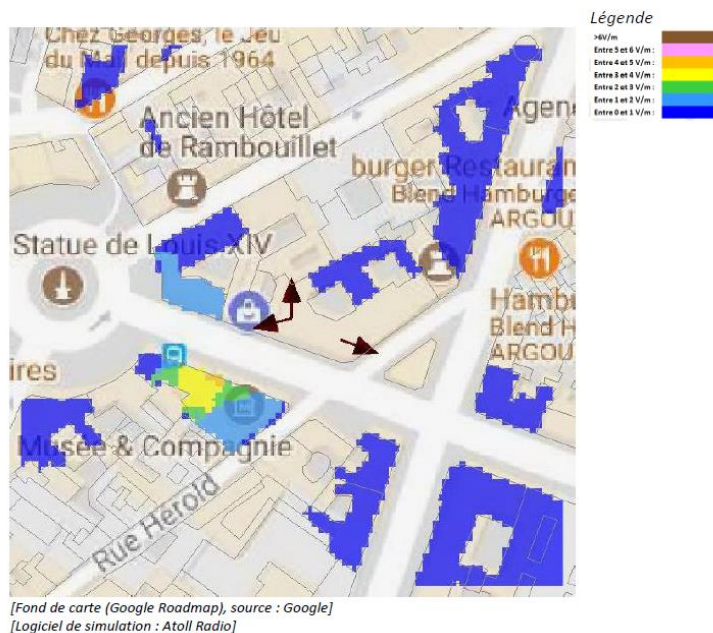 Légende
>6V/m
Entre 5 et 6 V/m :
Entre 4 et 5 V/m :
Entre 3 et 4 V/m :
Entre 2 et 3 V/m :
Entre 1 et 2 V/m :
Entre 0 et 1 V/m :
Chez Georges, le Jeu
du Mail depuis 1964
Ancien Hôtel
de Rambouillet
Agen
burger Restauran
Blend Hamburge
ARGOU
Statue de Louis XIV
Hambu
Blend H
ARGOU
ires
Musée & Compagnie
Rue Herold
[Fond de carte (Google Roadmap), source : Google]
[Logiciel de simulation : Atoll Radio]